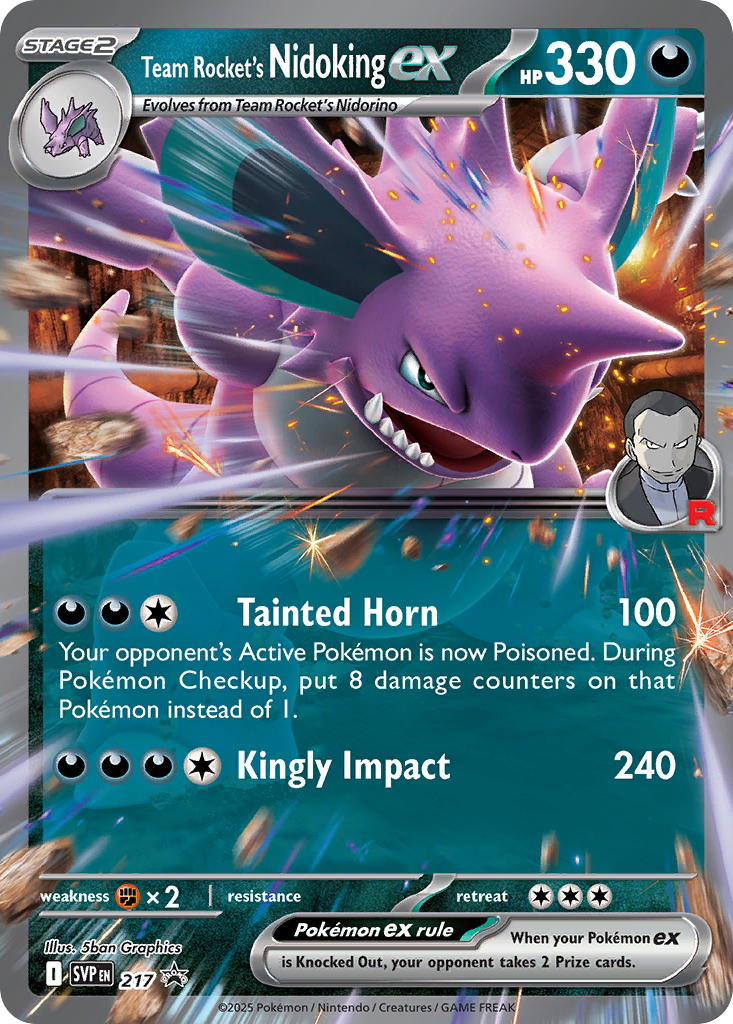 STAGE2
Team Rocket's Nidoking ex
HP 330
Evolves from Team Rocket's Nidorino
R
Tainted Horn 100
Your opponent's Active Pokémon is now Poisoned. During
Pokémon Checkup, put 8 damage counters on that
Pokémon instead of 1.
Kingly Impact 240
weakness ×2 resistance retreat
Illus. 5ban Graphics
Pokémon ex rule
When your Pokémon ex
is Knocked Out, your opponent takes 2 Prize cards.
I SVP EN 217 PROMO
©2025 Pokémon / Nintendo / Creatures / GAME FREAK